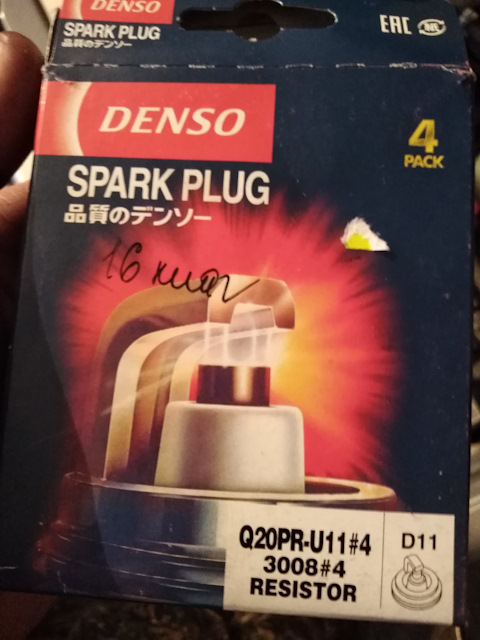 DENSO
SPARK PLUG
品質のデンソー
EAC
DENSO
4
PACK
SPARK PLUG
品質のデンソー
16 клап
Q20PR-U11#4
3008#4
RESISTOR
D11